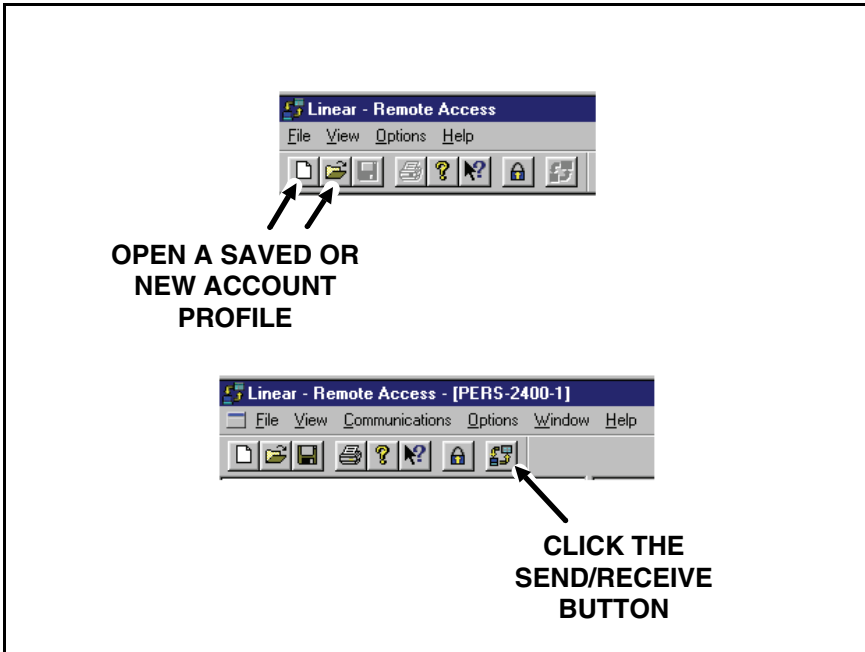 Linear - Remote Access
File View Options Help
OPEN A SAVED OR
NEW ACCOUNT
PROFILE
Linear - Remote Access - [PERS-2400-1]
File View Communications Options Window Help
CLICK THE
SEND/RECEIVE
BUTTON